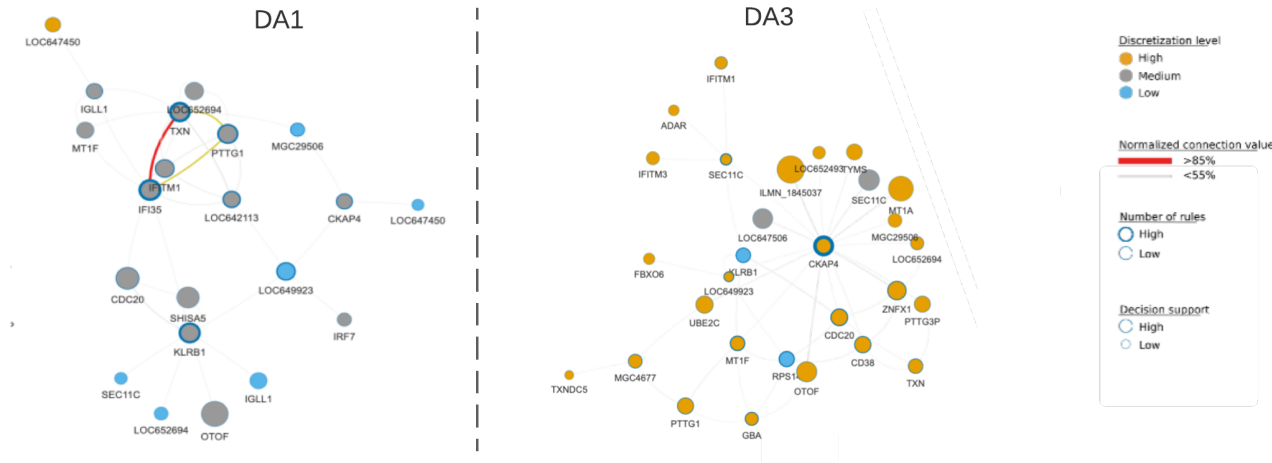 DA1
LOC647450
IGLL1
LOC652694
TXN
MT1F
PTTG1
MGC29506
IFITM1
IFI35
LOC642113
CKAP4
LOC647450
CDC20
SHISA5
LOC649923
KLRB1
IRF7
SEC11C
IGLL1
LOC652694
OTOF
DA3
IFITM1
ADAR
IFITM3
SEC11C
LOC652493
TYMS
ILMN_1845037
SEC11C
MT1A
LOC647506
MGC29506
CKAP4
LOC652694
FBXO6
KLRB1
LOC649923
UBE2C
ZNFX1
PTTG3P
CDC20
MT1F
CD38
MGC4677
TXNDC5
OTOF
TXN
PTTG1
GBA
Discretization level
High
Medium
Low
Normalized connection value
>85%
<55%
Number of rules
High
Low
Decision support
High
Low